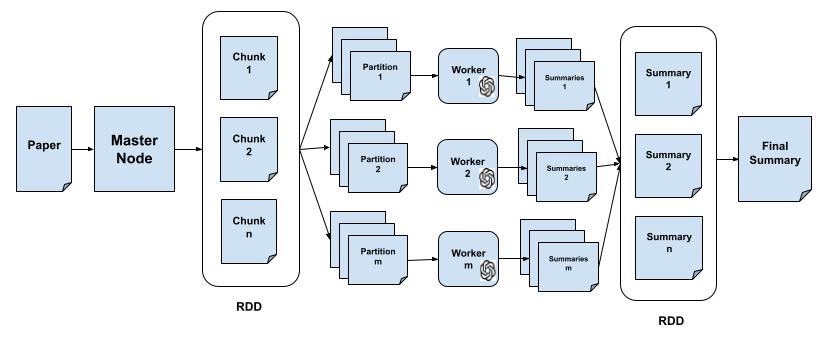 Paper
Master
Node
Chunk
1
Chunk
2
Chunk
n
RDD
Partition
1
Worker
1
Summaries
1
Partition
2
Worker
2
Summaries
2
Partition
m
Worker
m
Summaries
m
Summary
1
Summary
2
Summary
n
RDD
Final
Summary